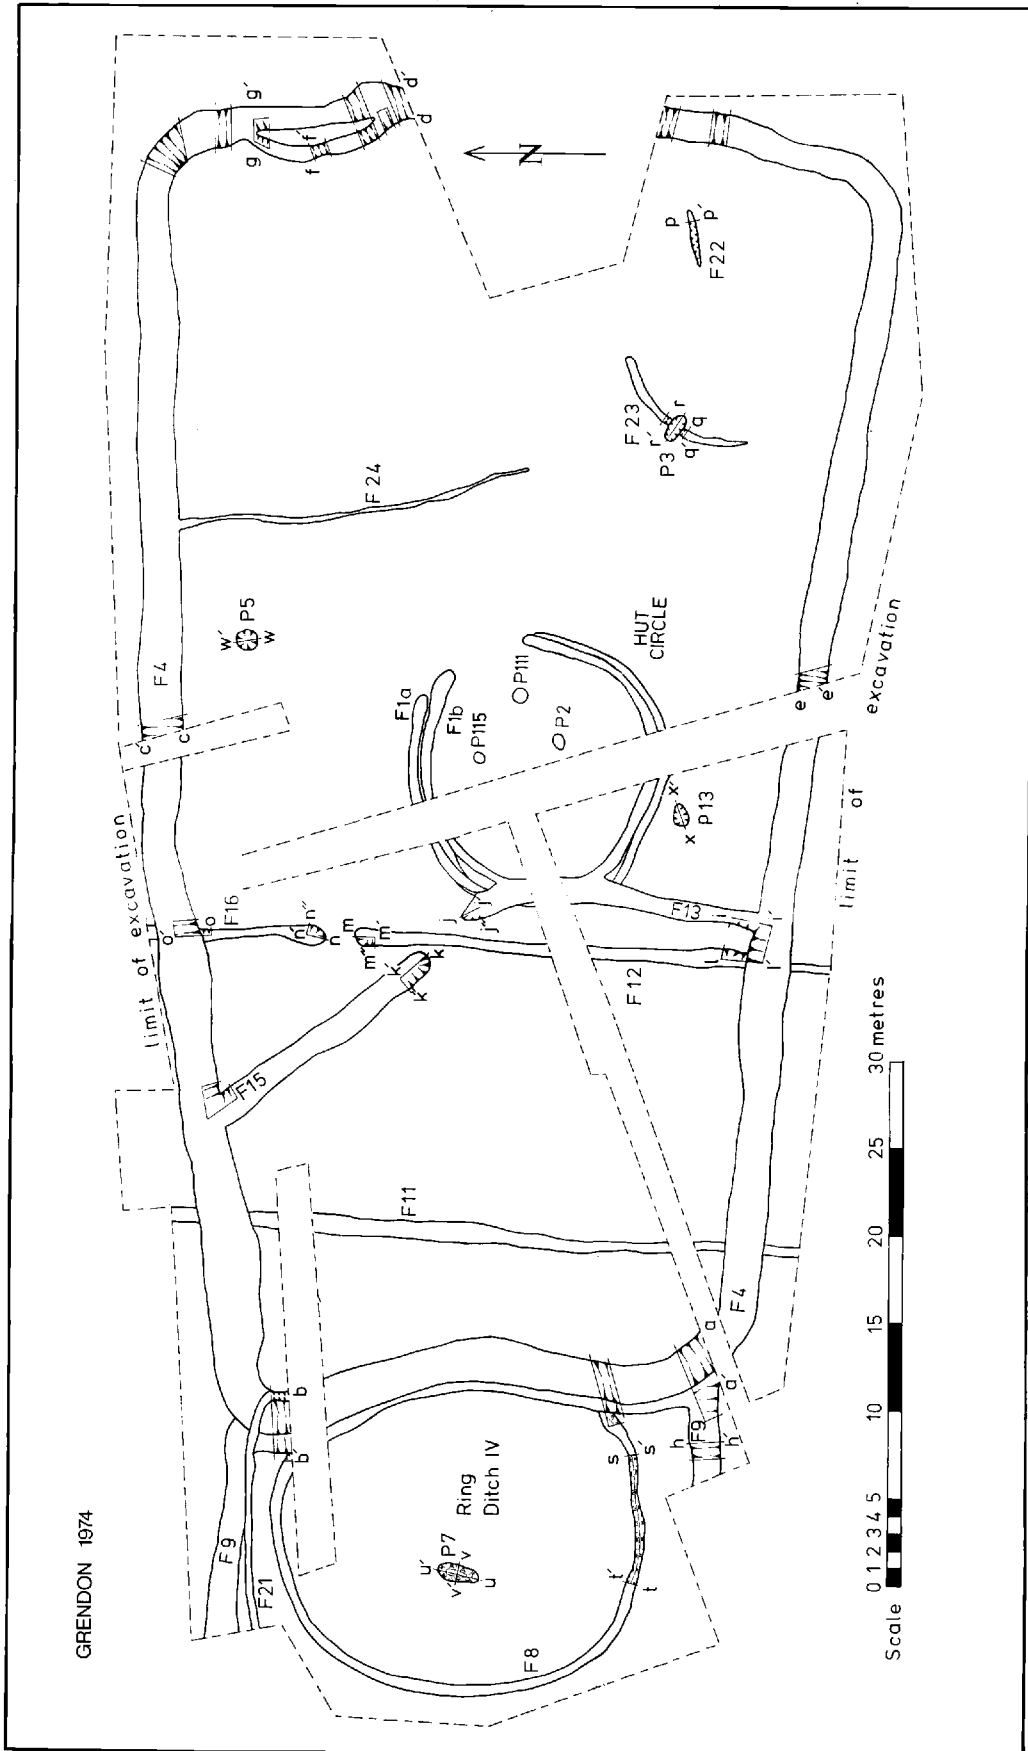 GRENDON 1974
limit of excavation
F9
F21
b
b'
F11
F15
F16
o'
o
n'
n'
n
m
m'
m'
k
k
k
j
j'
j'
F4
c'
c
w'
P5
w
F24
g'
g
f'
f
d'
d
N
F1a
F1b
P115
P111
P2
HUT
CIRCLE
F23
r'
r
P3
q
q'
F22
p
p'
x'
x
P13
F13
F12
i
i'
l
l'
e
e'
limit of excavation
Ring
Ditch IV
P7
u'
u
v'
v
F8
s'
s
t'
t
F9
h
h'
a
a'
F4
Scale
0 1 2 3 4 5 10 15 20 25 30 metres